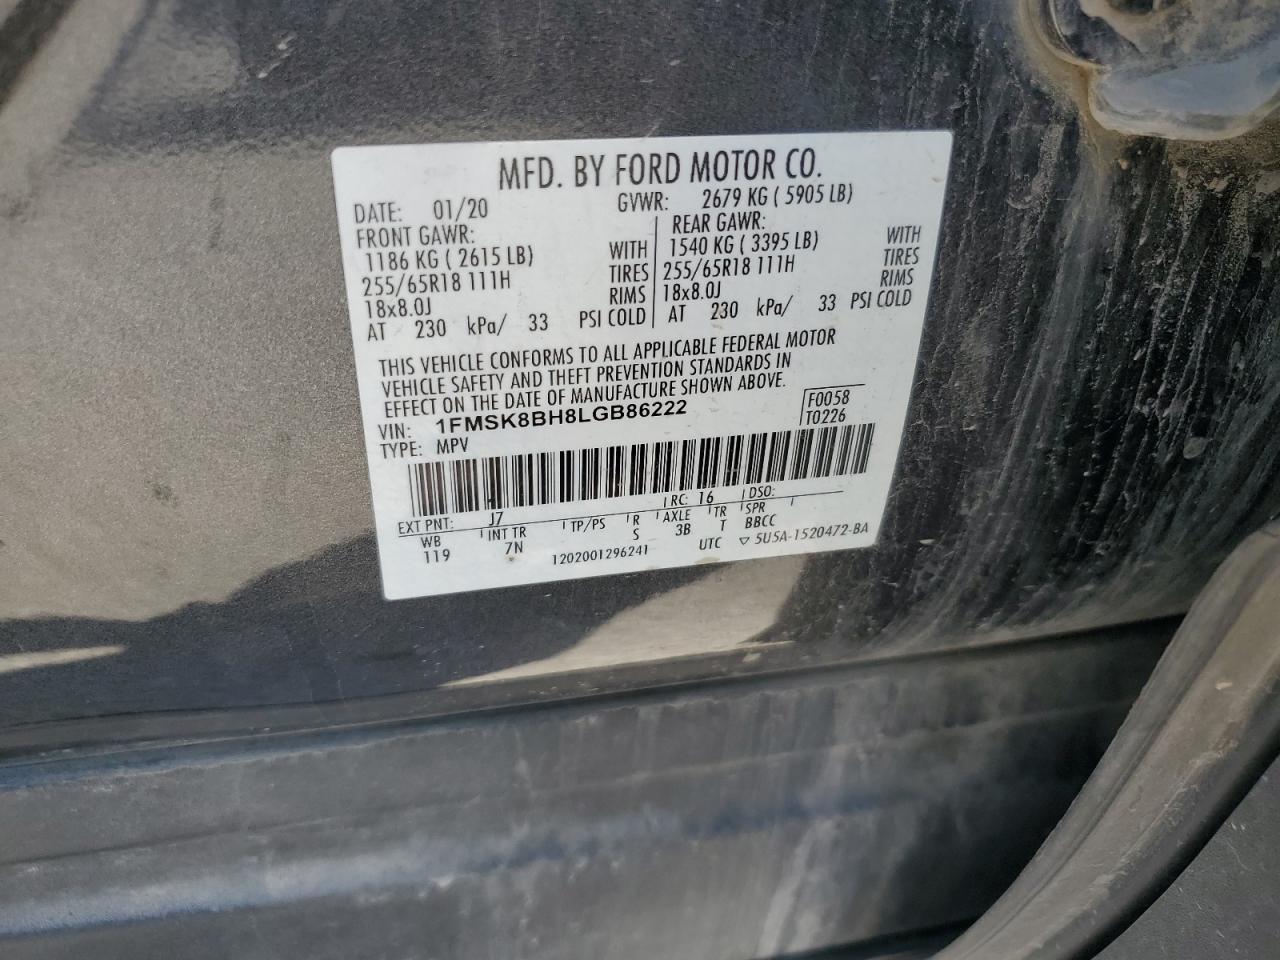 MFD. BY FORD MOTOR CO.
DATE: 01/20 GVWR: 2679 KG ( 5905 LB)
FRONT GAWR: REAR GAWR:
1186 KG ( 2615 LB) WITH 1540 KG ( 3395 LB) WITH
255/65R18 111H TIRES 255/65R18 111H TIRES
18x8.0J RIMS 18x8.0J RIMS
AT 230 kPa/ 33 PSI COLD AT 230 kPa/ 33 PSI COLD
THIS VEHICLE CONFORMS TO ALL APPLICABLE FEDERAL MOTOR
VEHICLE SAFETY AND THEFT PREVENTION STANDARDS IN
EFFECT ON THE DATE OF MANUFACTURE SHOWN ABOVE.
VIN: 1FMSK8BH8LGB86222 F0058
TYPE: MPV T0226
EXT PNT: J7 RC: 16 DSO:
WB INT TR TP/PS R AXLE TR SPR
119 7N S 3B T BBCC
1202001296241 UTC ▽ 5U5A-1520472-BA